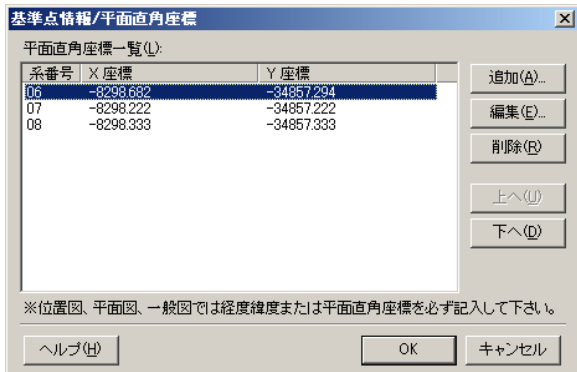 基準点情報/平面直角座標
平面直角座標一覧(L):
系番号 X座標 Y座標
06 -8298.682 -34857.294
07 -8298.222 -34857.222
08 -8298.333 -34857.333
追加(A)...
編集(E)...
削除(R)
上へ(U)
下へ(D)
※位置図、平面図、一般図では経度緯度または平面直角座標を必ず記入して下さい。
ヘルプ(H) OK キャンセル